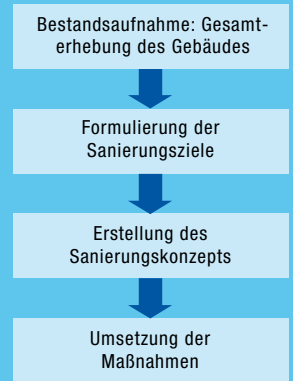 Bestandsaufnahme: Gesamt-
erhebung des Gebäudes
Formulierung der
Sanierungsziele
Erstellung des
Sanierungskonzepts
Umsetzung der
Maßnahmen